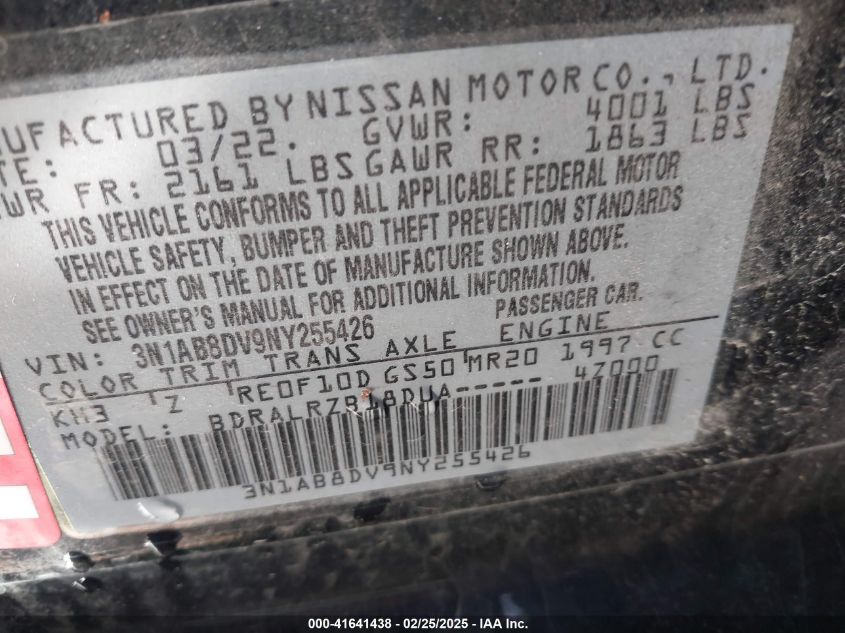 NUFACTURED BY NISSAN MOTOR CO., LTD.
TE: 03/22. GVWR: 4001 LBS
WR FR: 2161 LBS GAWR RR: 1863 LBS
THIS VEHICLE CONFORMS TO ALL APPLICABLE FEDERAL MOTOR
VEHICLE SAFETY, BUMPER AND THEFT PREVENTION STANDARDS
IN EFFECT ON THE DATE OF MANUFACTURE SHOWN ABOVE.
SEE OWNER'S MANUAL FOR ADDITIONAL INFORMATION.
VIN: 3N1AB8DV9NY255426 PASSENGER CAR.
COLOR TRIM TRANS AXLE ENGINE
KH3 Z RE0F10D GS50 MR20 1997 CC
MODEL: BDRALRZB18DUA----- 4Z000
3N1AB8DV9NY255426
000-41641438 - 02/25/2025 - IAA Inc.